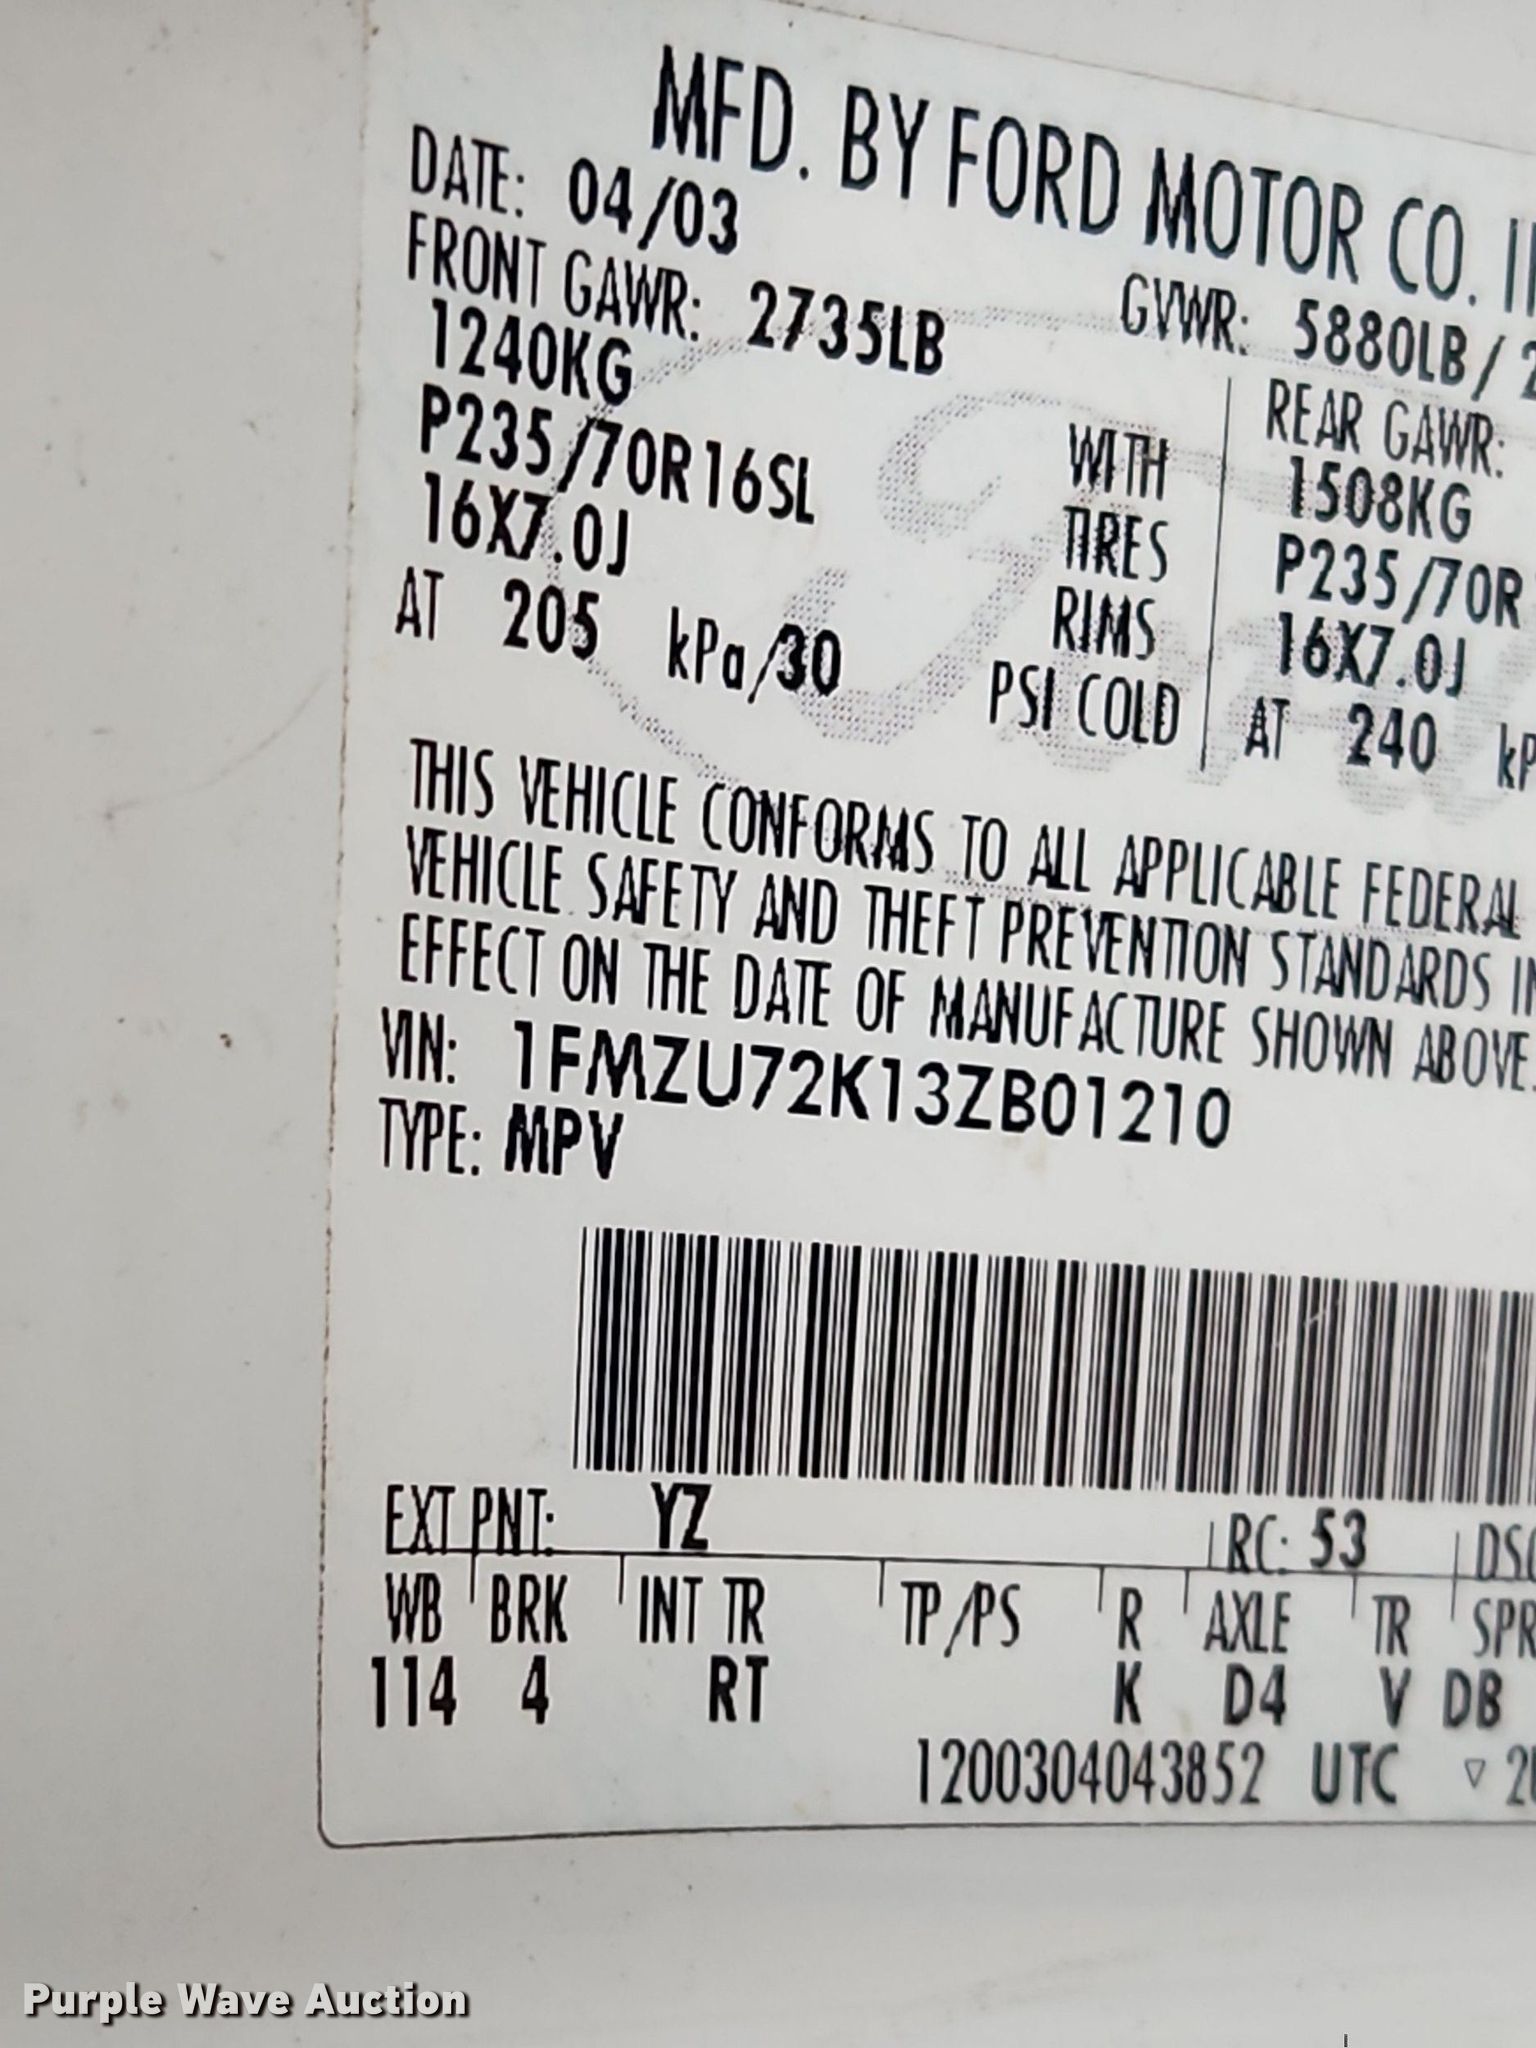 MFD. BY FORD MOTOR CO.
DATE: 04/03
GVWR: 5880LB/
FRONT GAWR: 2735LB
1240KG
P235/70R16SL
16X7.0J
AT 205 kPa/30
WITH
TIRES
RIMS
PSI COLD
REAR GAWR:
1508KG
P235/70R
16X7.0J
AT 240
THIS VEHICLE CONFORMS TO ALL APPLICABLE FEDERAL
VEHICLE SAFETY AND THEFT PREVENTION STANDARDS IN
EFFECT ON THE DATE OF MANUFACTURE SHOWN ABOVE.
VIN: 1FMZU72K13ZB01210
TYPE: MPV
EXT PNT: YZ RC: 53
WB BRK INT TR TP/PS R AXLE TR SPR
114 4 RT K D4 V DB
1200304043852 UTC
Purple Wave Auction